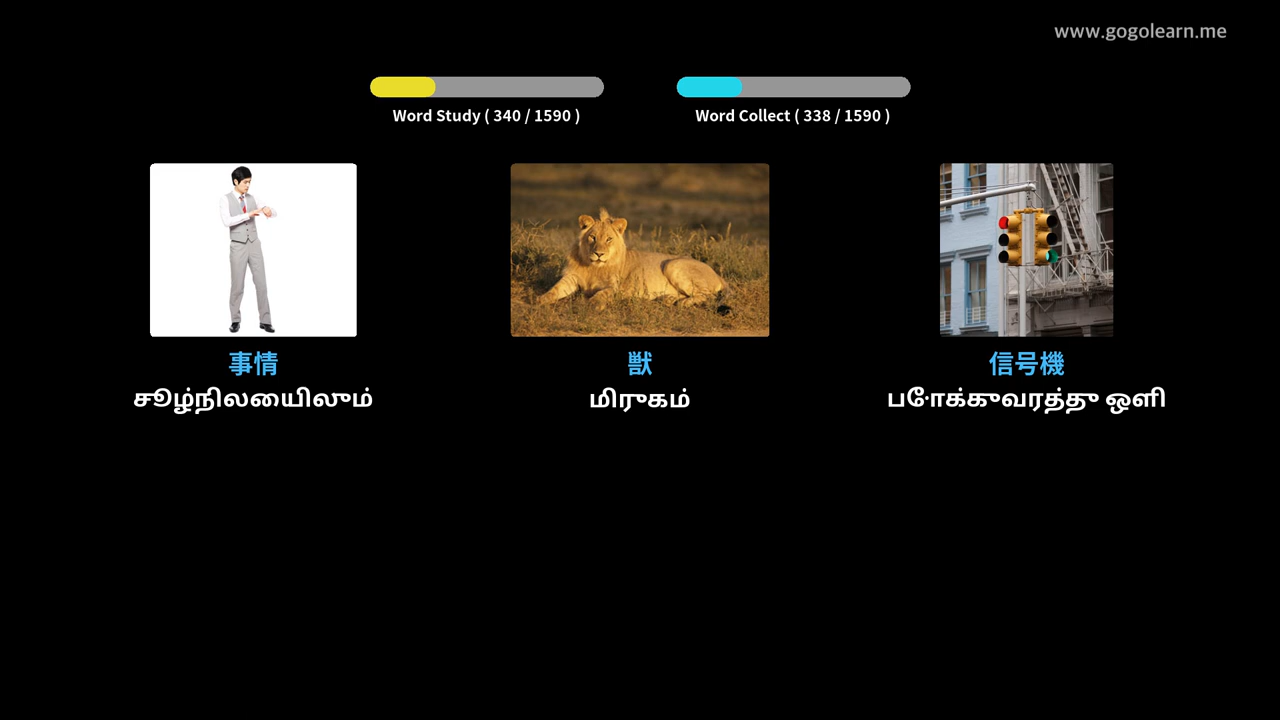 www.gogolearn.me
Word Study ( 340 / 1590 )
Word Collect ( 338 / 1590 )
事情
獣
信号機
சூழ்நிலையிலும்
மிருகம்
போக்குவரத்து ஒளி